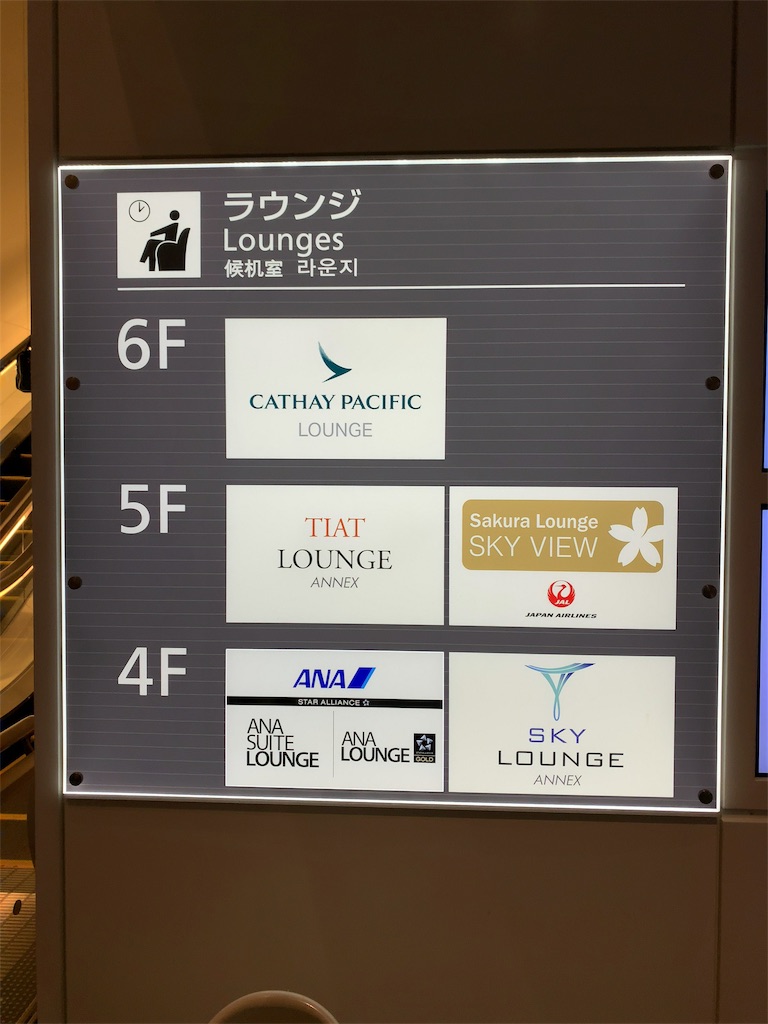 ラウンジ
Lounges
候机室 라운지
6F
CATHAY PACIFIC
LOUNGE
5F
TIAT
LOUNGE
ANNEX
Sakura Lounge
SKY VIEW
JAL
JAPAN AIRLINES
4F
ANA
STAR ALLIANCE
ANA
SUITE
LOUNGE
ANA
LOUNGE
GOLD
SKY
LOUNGE
ANNEX